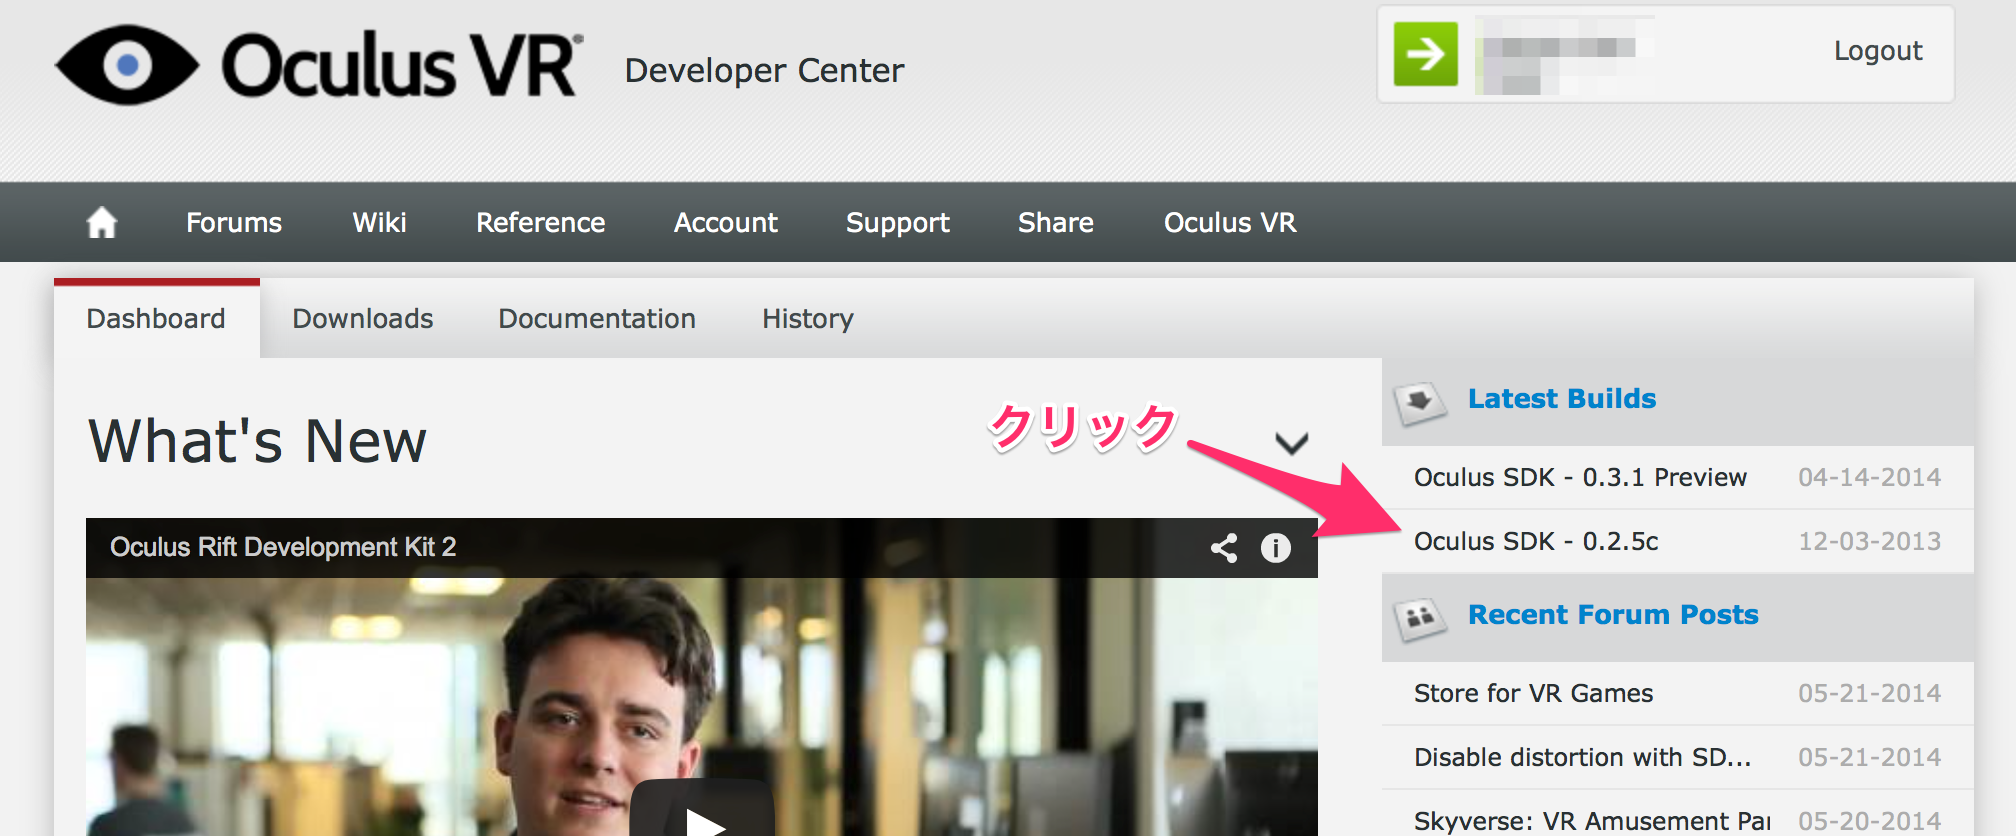 Oculus VR® Developer Center
Logout
Forums Wiki Reference Account Support Share Oculus VR
Dashboard Downloads Documentation History
What's New
クリック
Oculus Rift Development Kit 2
Latest Builds
Oculus SDK - 0.3.1 Preview 04-14-2014
Oculus SDK - 0.2.5c 12-03-2013
Recent Forum Posts
Store for VR Games 05-21-2014
Disable distortion with SD... 05-21-2014
Skyverse: VR Amusement Par 05-20-2014